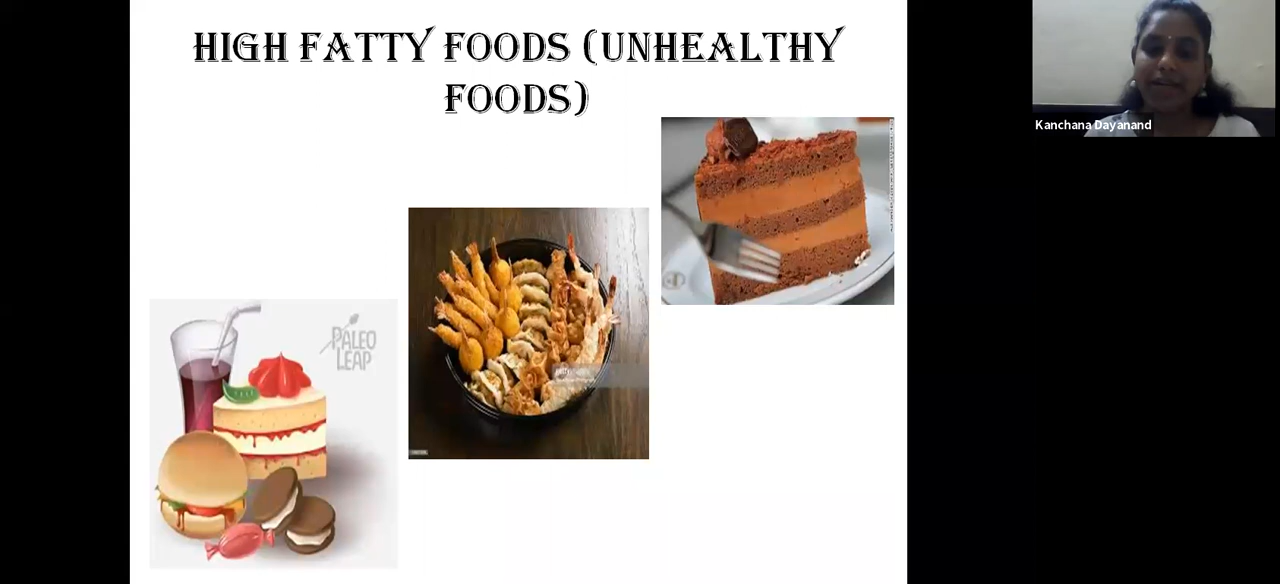 HIGH FATTY FOODS (UNHEALTHY
FOODS)
Kanchana Dayanand
PALEO
LEAP